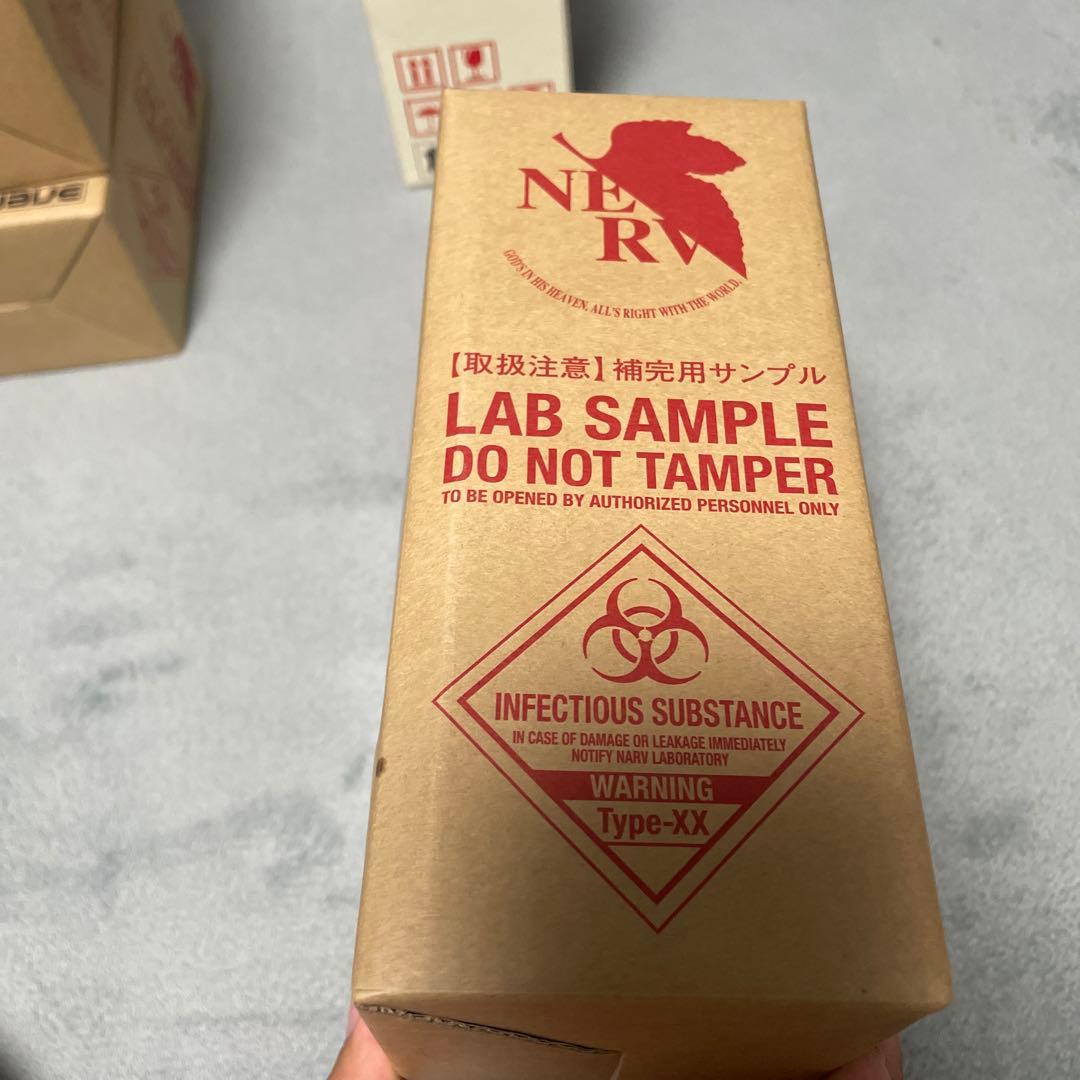 NE
RV
GOD'S IN HIS HEAVEN, ALL'S RIGHT WITH THE WORLD.
【取扱注意】補完用サンプル
LAB SAMPLE
DO NOT TAMPER
TO BE OPENED BY AUTHORIZED PERSONNEL ONLY
INFECTIOUS SUBSTANCE
IN CASE OF DAMAGE OR LEAKAGE IMMEDIATELY
NOTIFY NARV LABORATORY
WARNING
Type-XX